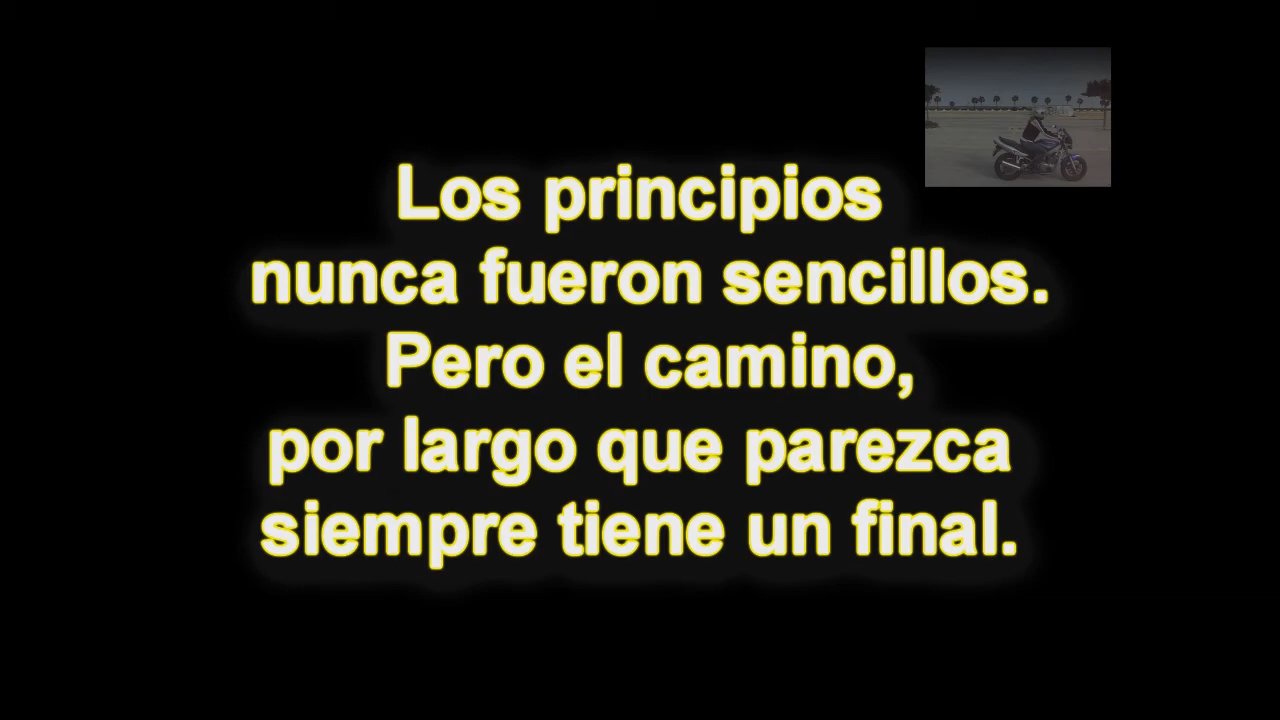 Los principios
nunca fueron sencillos.
Pero el camino,
por largo que parezca
siempre tiene un final.